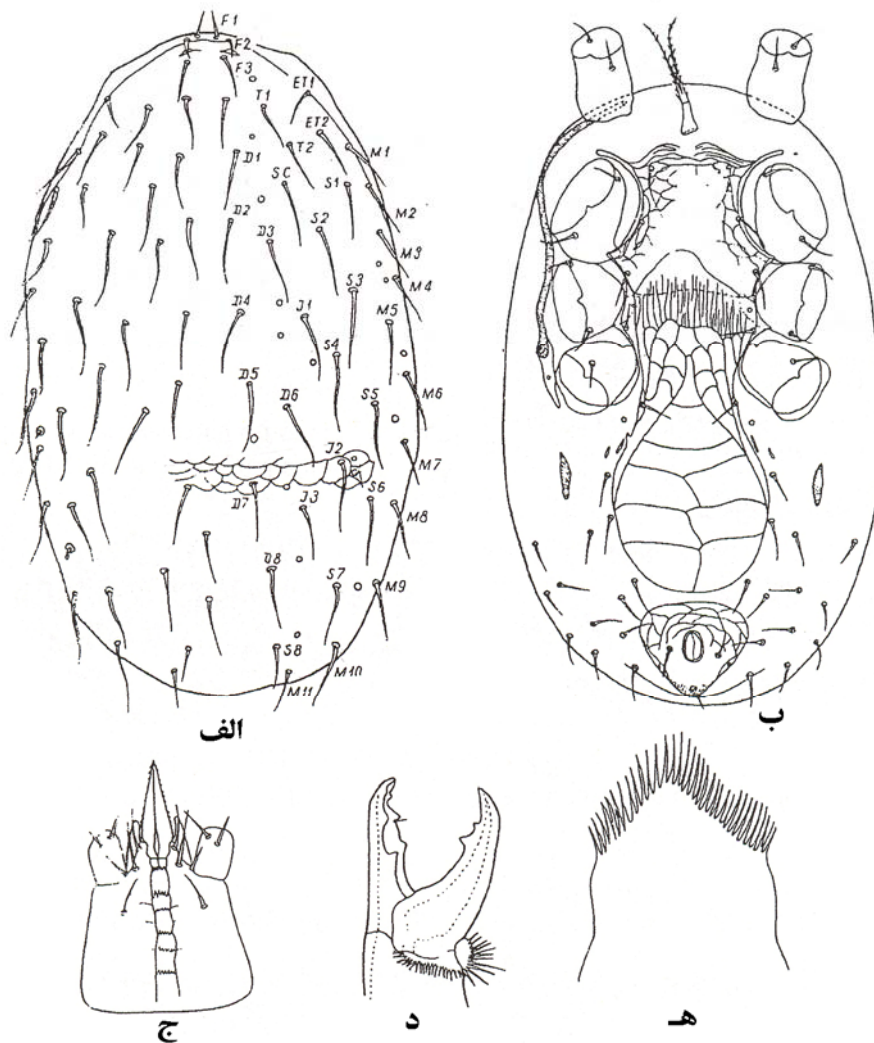 F1
F2
F3
ET1
T1
ET2
T2
M1
D1
SC
S1
M2
D2
D3
S2
M3
M4
S3
D4
J1
M5
S4
D5
D6
S5
M6
J2
M7
S6
D7
J3
M8
D8
S7
M9
S8
M10
M11
الف
ب
ج
د
هـ